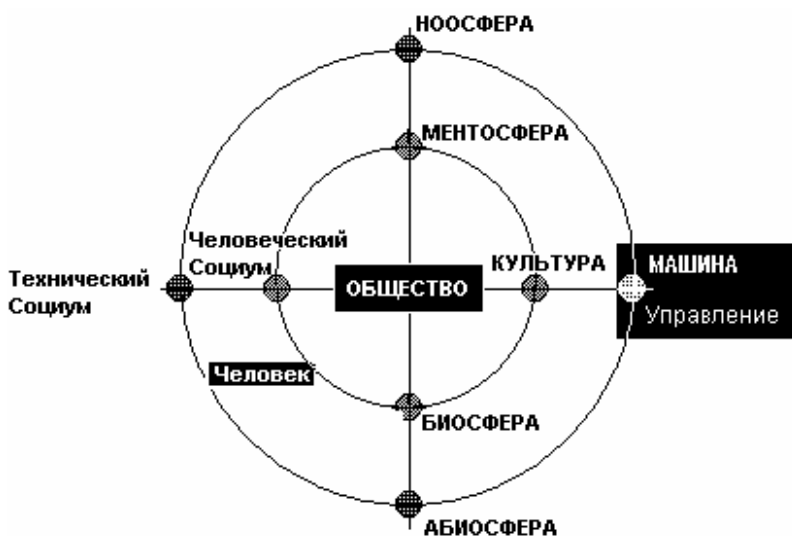 НООСФЕРА
МЕНТОСФЕРА
Человеческий
Социум
КУЛЬТУРА
МАШИНА
Технический
Социум
ОБЩЕСТВО
Управление
Человек
БИОСФЕРА
АБИОСФЕРА